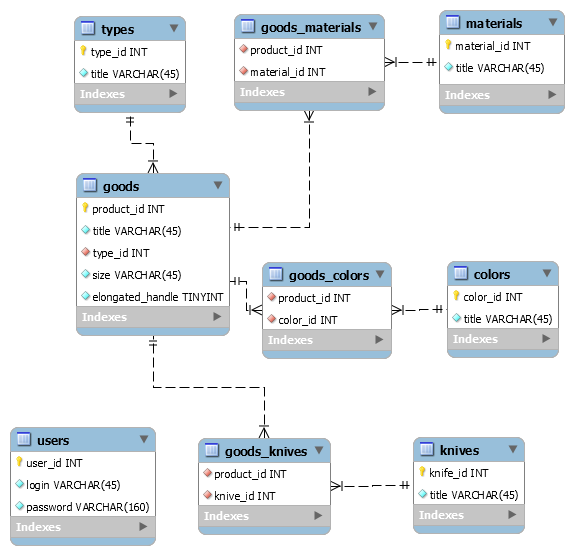 types
type_id INT
title VARCHAR(45)
Indexes
goods_materials
product_id INT
material_id INT
Indexes
materials
material_id INT
title VARCHAR(45)
Indexes
goods
product_id INT
title VARCHAR(45)
type_id INT
size VARCHAR(45)
elongated_handle TINYINT
Indexes
goods_colors
product_id INT
color_id INT
Indexes
colors
color_id INT
title VARCHAR(45)
Indexes
users
user_id INT
login VARCHAR(45)
password VARCHAR(160)
Indexes
goods_knives
product_id INT
knive_id INT
Indexes
knives
knife_id INT
title VARCHAR(45)
Indexes